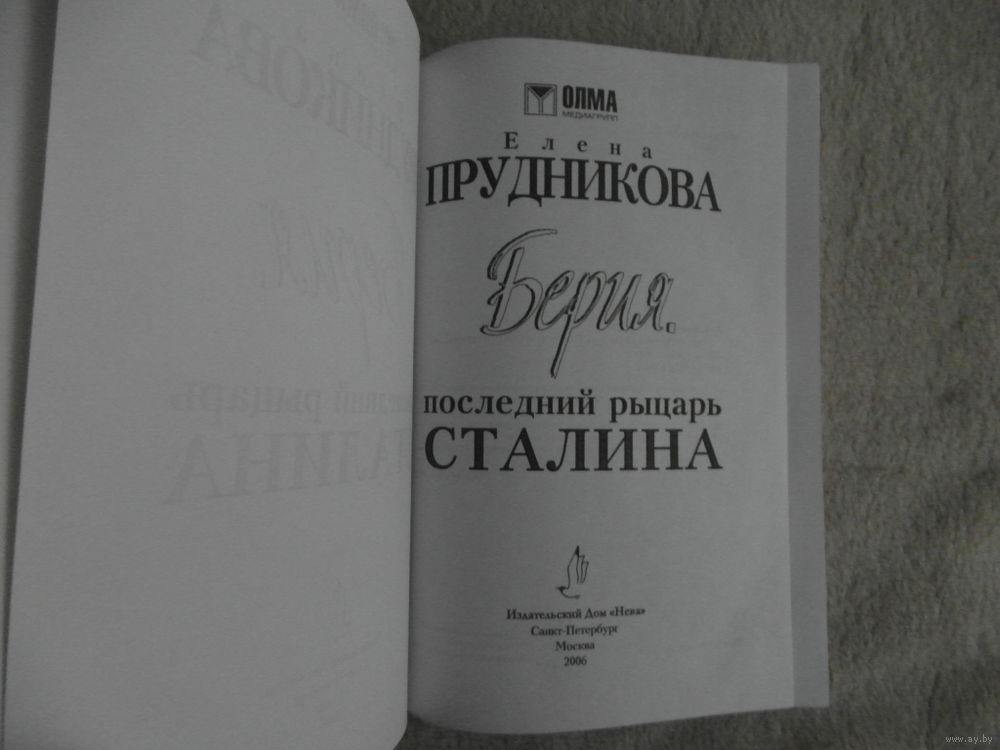 ОЛМА
МЕДИАГРУПП
Елена
ПРУДНИКОВА
Берия.
последний рыцарь
СТАЛИНА
Издательский Дом «Нева»
Санкт-Петербург
Москва
2006
www.ay.by